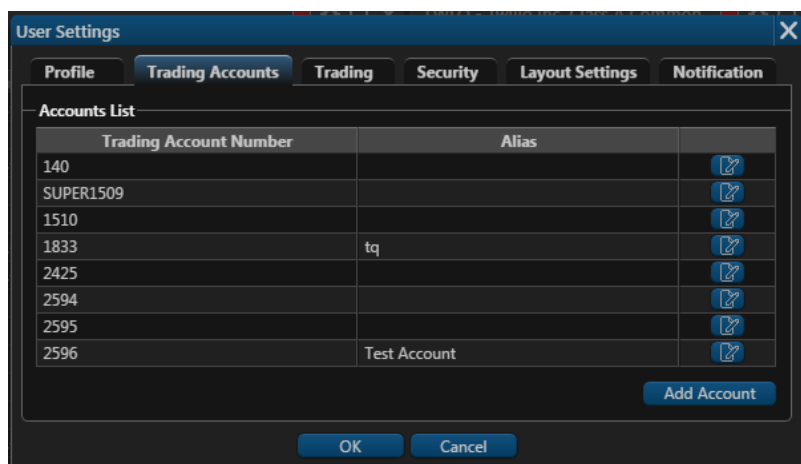 User Settings
Profile Trading Accounts Trading Security Layout Settings Notification
Accounts List
Trading Account Number Alias
140
SUPER1509
1510
1833 tq
2425
2594
2595
2596 Test Account
Add Account
OK Cancel